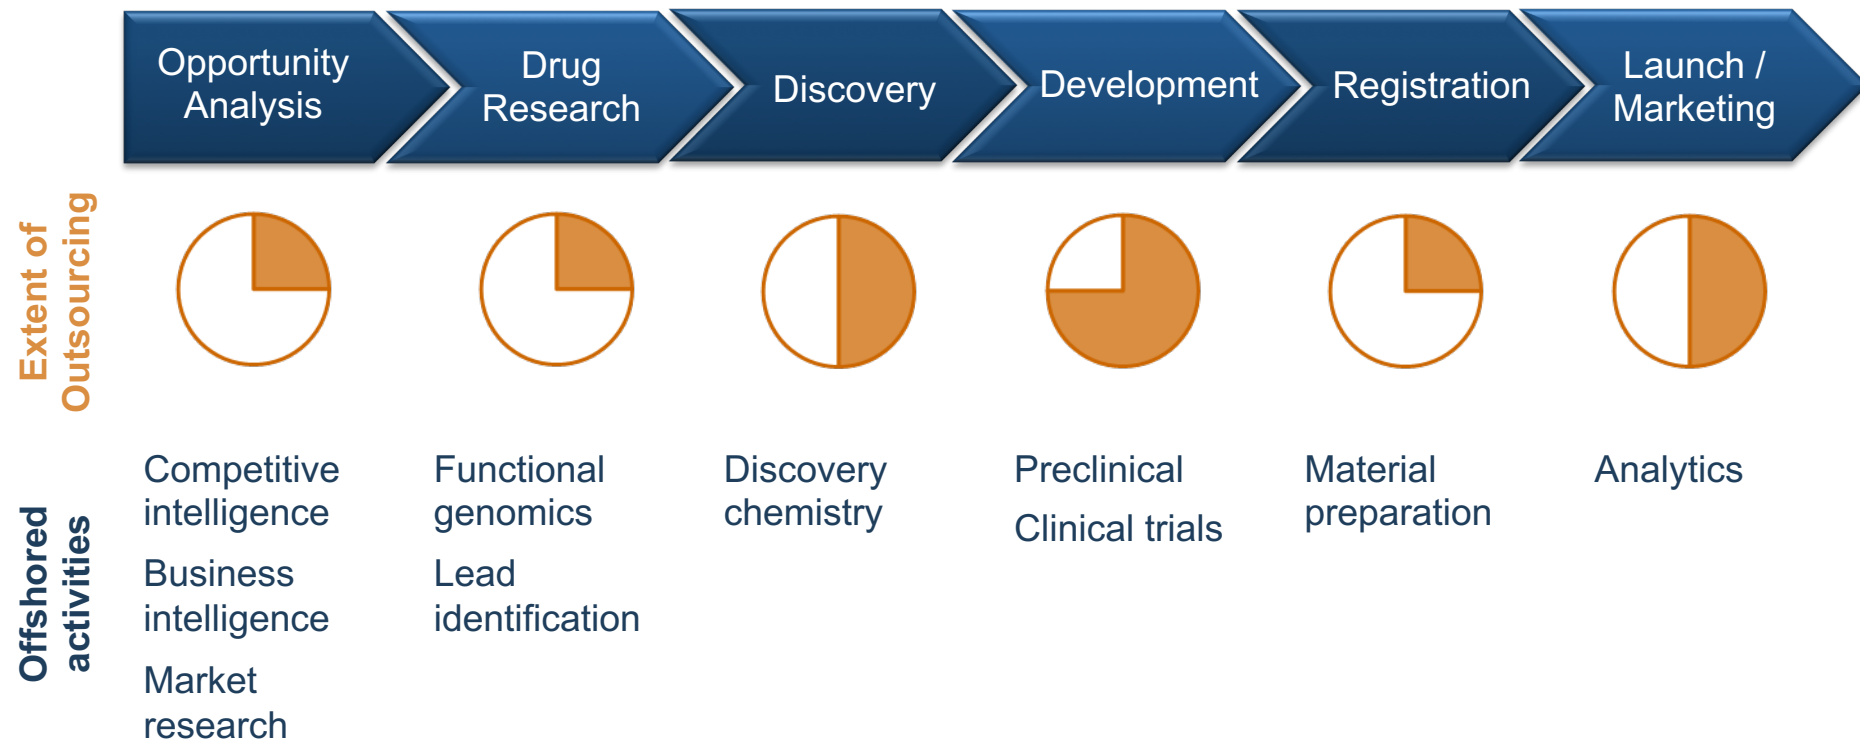 Opportunity
Analysis
Drug
Research
Discovery
Development
Registration
Launch /
Marketing
Extent of
Outsourcing
Offshored
activities
Competitive
intelligence
Business
intelligence
Market
research
Functional
genomics
Lead
identification
Discovery
chemistry
Preclinical
Clinical trials
Material
preparation
Analytics